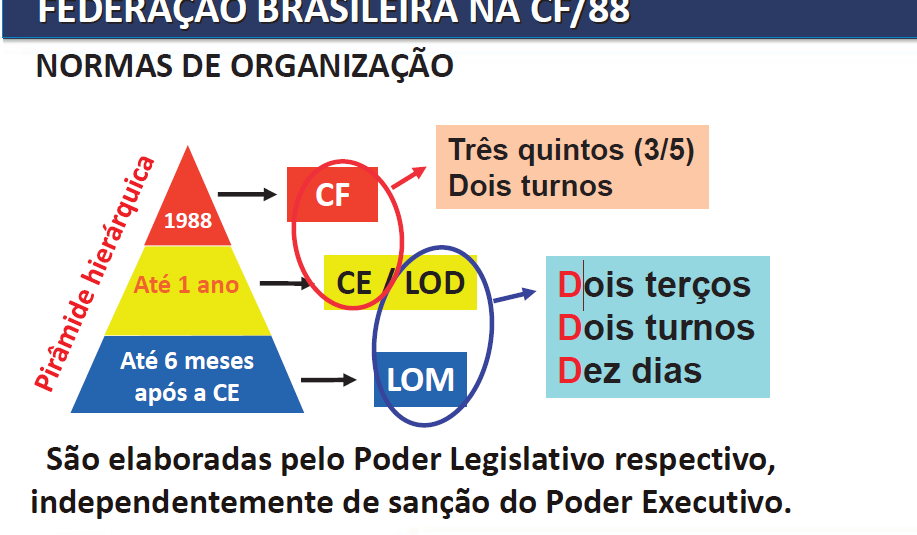 FEDERAÇÃO BRASILEIRA NA CF/88
NORMAS DE ORGANIZAÇÃO
Pirâmide hierárquica
1988
CF
Três quintos (3/5)
Dois turnos
Até 1 ano
CE / LOD
Dois terços
Dois turnos
Dez dias
Até 6 meses
após a CE
LOM
São elaboradas pelo Poder Legislativo respectivo,
independentemente de sanção do Poder Executivo.